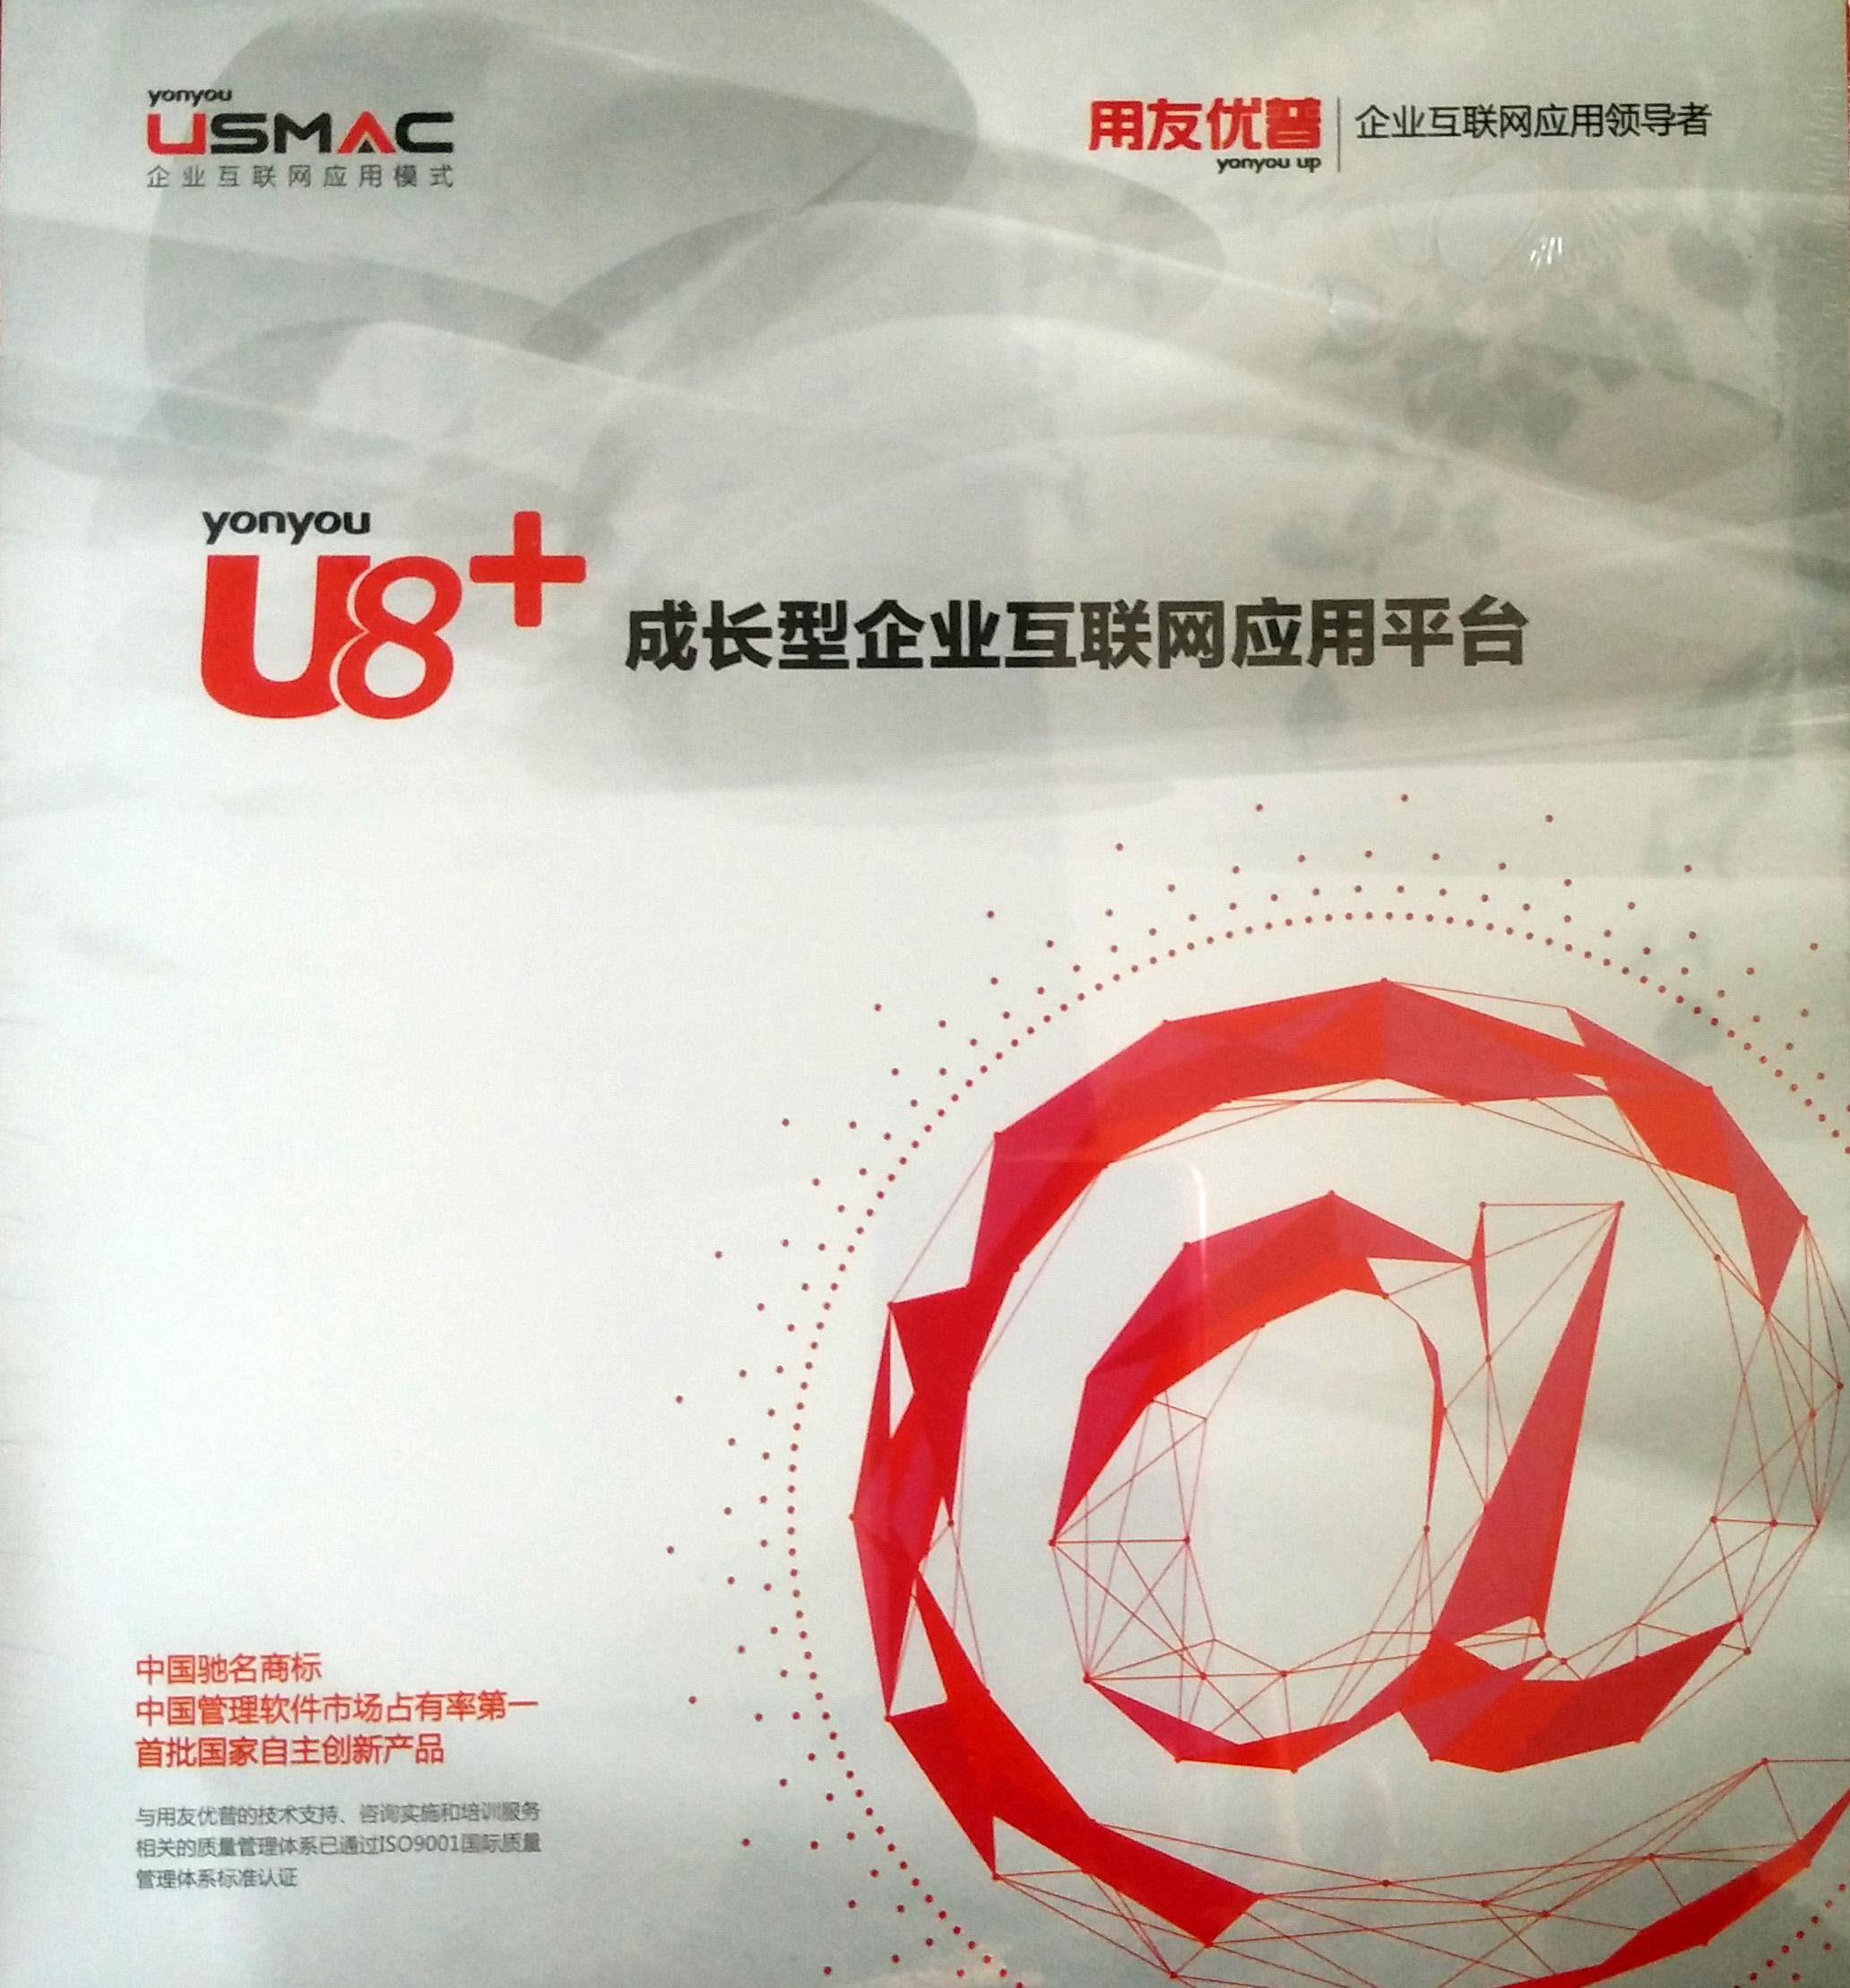 yonyou
USMAC
企业互联网应用模式
用友优普
yonyou up
企业互联网应用领导者
yonyou
U8+
成长型企业互联网应用平台
中国驰名商标
中国管理软件市场占有率第一
首批国家自主创新产品
与用友优普的技术支持、咨询实施和培训服务
相关的质量管理体系已通过ISO9001国际质量
管理体系标准认证